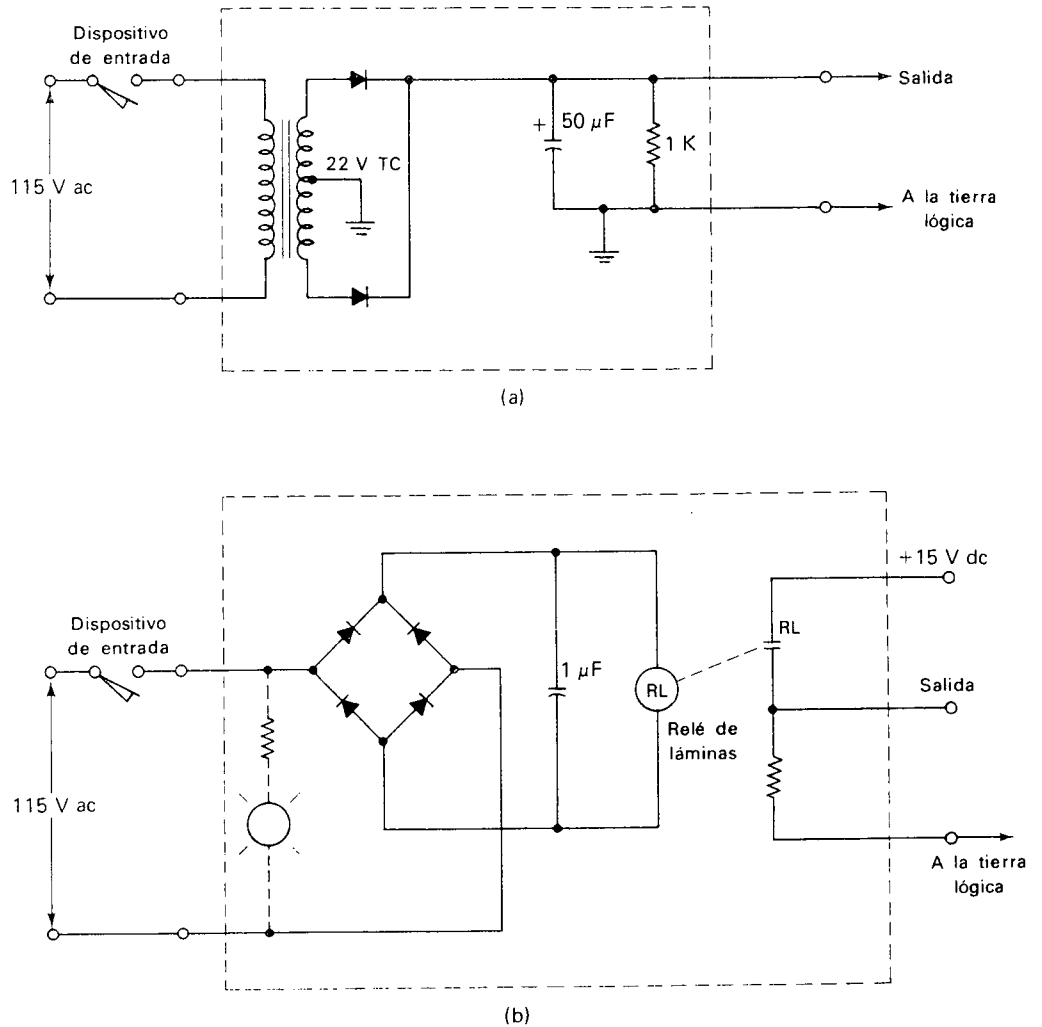 Dispositivo
de entrada
Salida
+
50 μF
1 K
22 V TC
115 V ac
A la tierra
lógica
(a)
+15 V dc
Dispositivo
de entrada
RL
1 μF
RL
Salida
Relé de
láminas
115 V ac
A la tierra
lógica
(b)